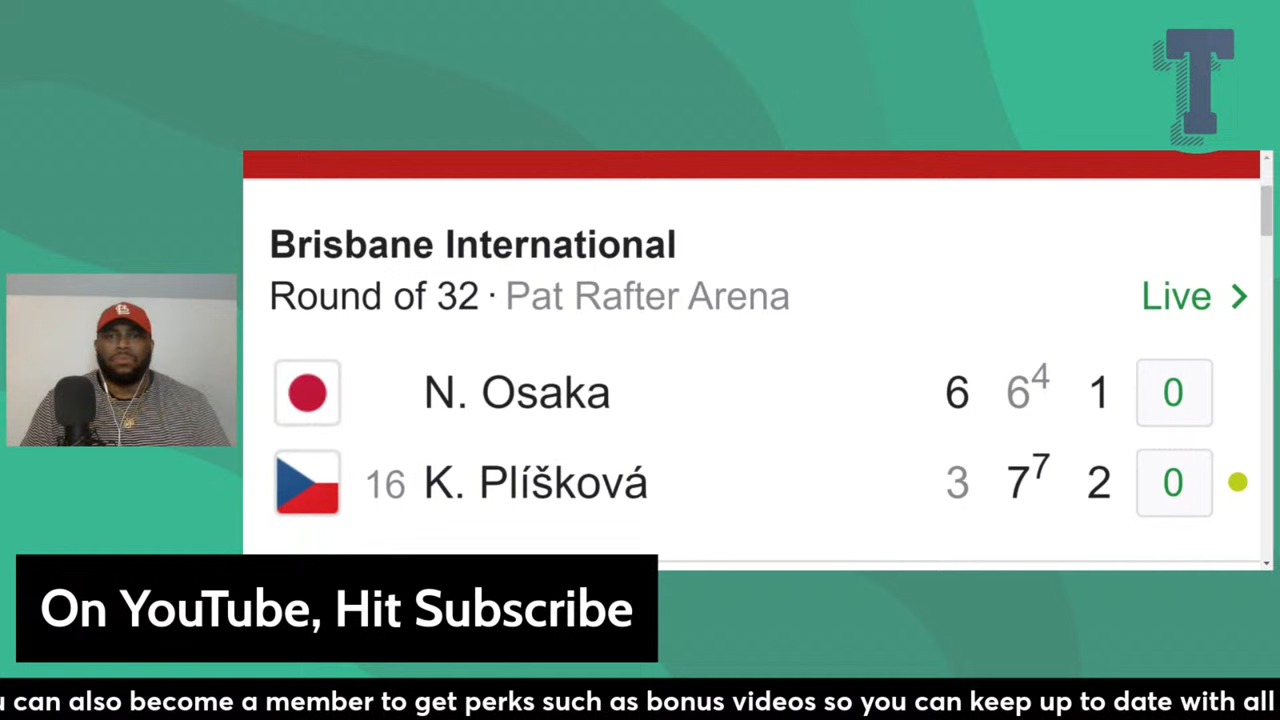 T
Brisbane International
Round of 32 · Pat Rafter Arena
Live >
N. Osaka 6 6⁴ 1 0
16 K. Plíšková 3 7⁷ 2 0
On YouTube, Hit Subscribe
can also become a member to get perks such as bonus videos so you can keep up to date with all